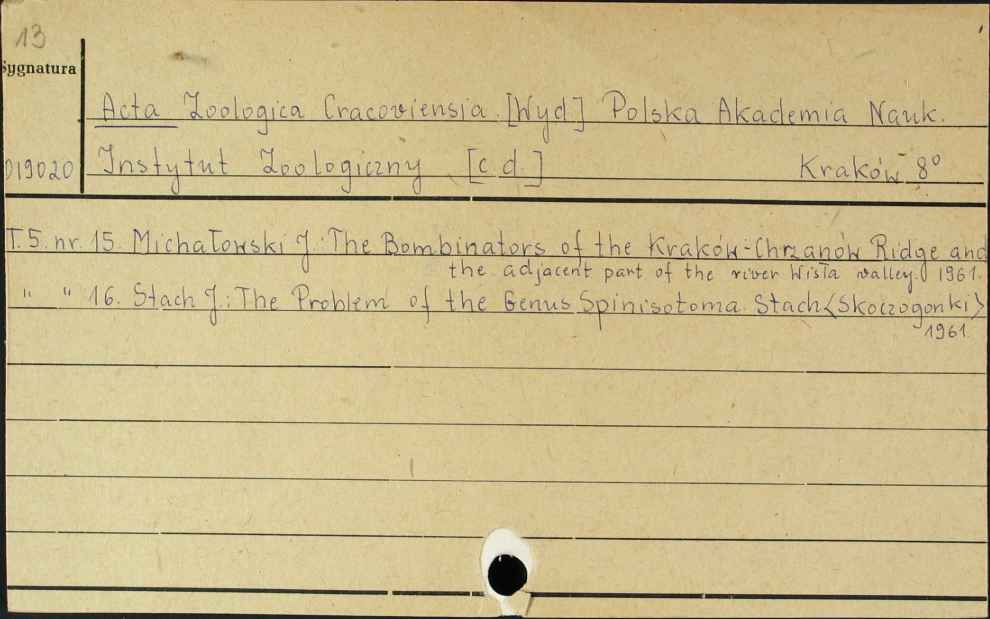 13
Sygnatura
Acta Zoologica Cracoviensia. [Wyd] Polska Akademia Nauk.
019020 Instytut Zoologiczny [c.d.] Kraków 8°
T.5. nr. 15. Michałowski J.: The Bombinators of the Kraków-Chrzanów Ridge and
the adjacent part of the river Wisła valley. 1961.
" " 16. Stach J.: The Problem of the Genus Spinisotoma Stach <Skoczogonki>
1961.